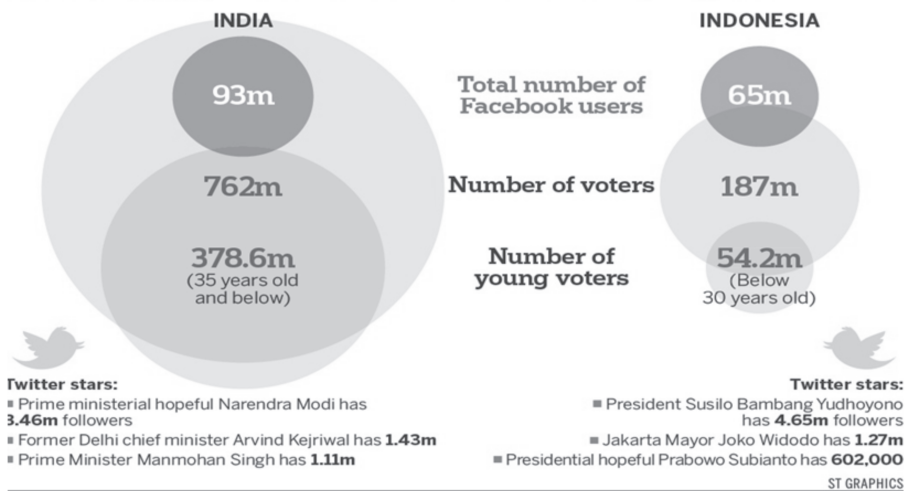 INDIA
93m
762m
378.6m
(35 years old
and below)
Total number of
Facebook users
Number of voters
Number of
young voters
INDONESIA
65m
187m
54.2m
(Below
30 years old)
Twitter stars:
Prime ministerial hopeful Narendra Modi has
3.46m followers
Former Delhi chief minister Arvind Kejriwal has 1.43m
Prime Minister Manmohan Singh has 1.11m
Twitter stars:
President Susilo Bambang Yudhoyono
has 4.65m followers
Jakarta Mayor Joko Widodo has 1.27m
Presidential hopeful Prabowo Subianto has 602,000
ST GRAPHICS